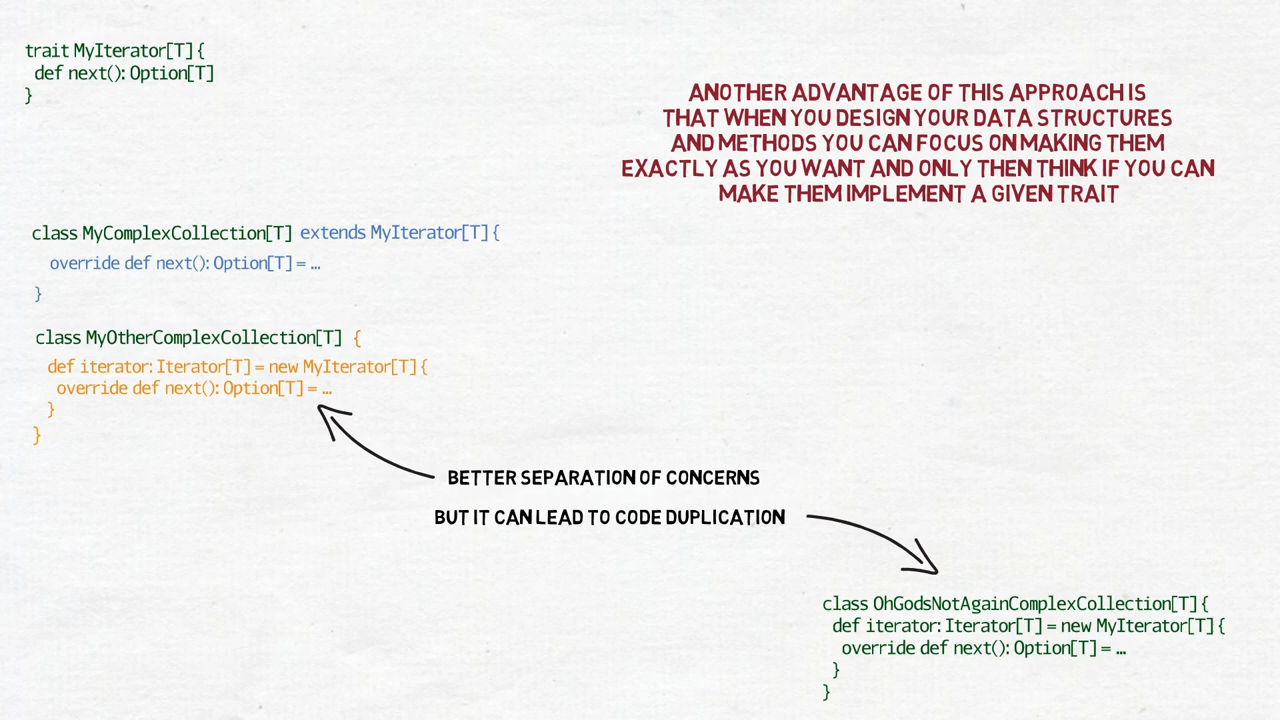 trait MyIterator[T] {
  def next(): Option[T]
}
ANOTHER ADVANTAGE OF THIS APPROACH IS
THAT WHEN YOU DESIGN YOUR DATA STRUCTURES
AND METHODS YOU CAN FOCUS ON MAKING THEM
EXACTLY AS YOU WANT AND ONLY THEN THINK IF YOU CAN
MAKE THEM IMPLEMENT A GIVEN TRAIT
class MyComplexCollection[T] extends MyIterator[T] {
  override def next(): Option[T] = ...
}
class MyOtherComplexCollection[T] {
  def iterator: Iterator[T] = new MyIterator[T] {
    override def next(): Option[T] = ...
  }
}
BETTER SEPARATION OF CONCERNS
BUT IT CAN LEAD TO CODE DUPLICATION
class OhGodsNotAgainComplexCollection[T] {
  def iterator: Iterator[T] = new MyIterator[T] {
    override def next(): Option[T] = ...
  }
}